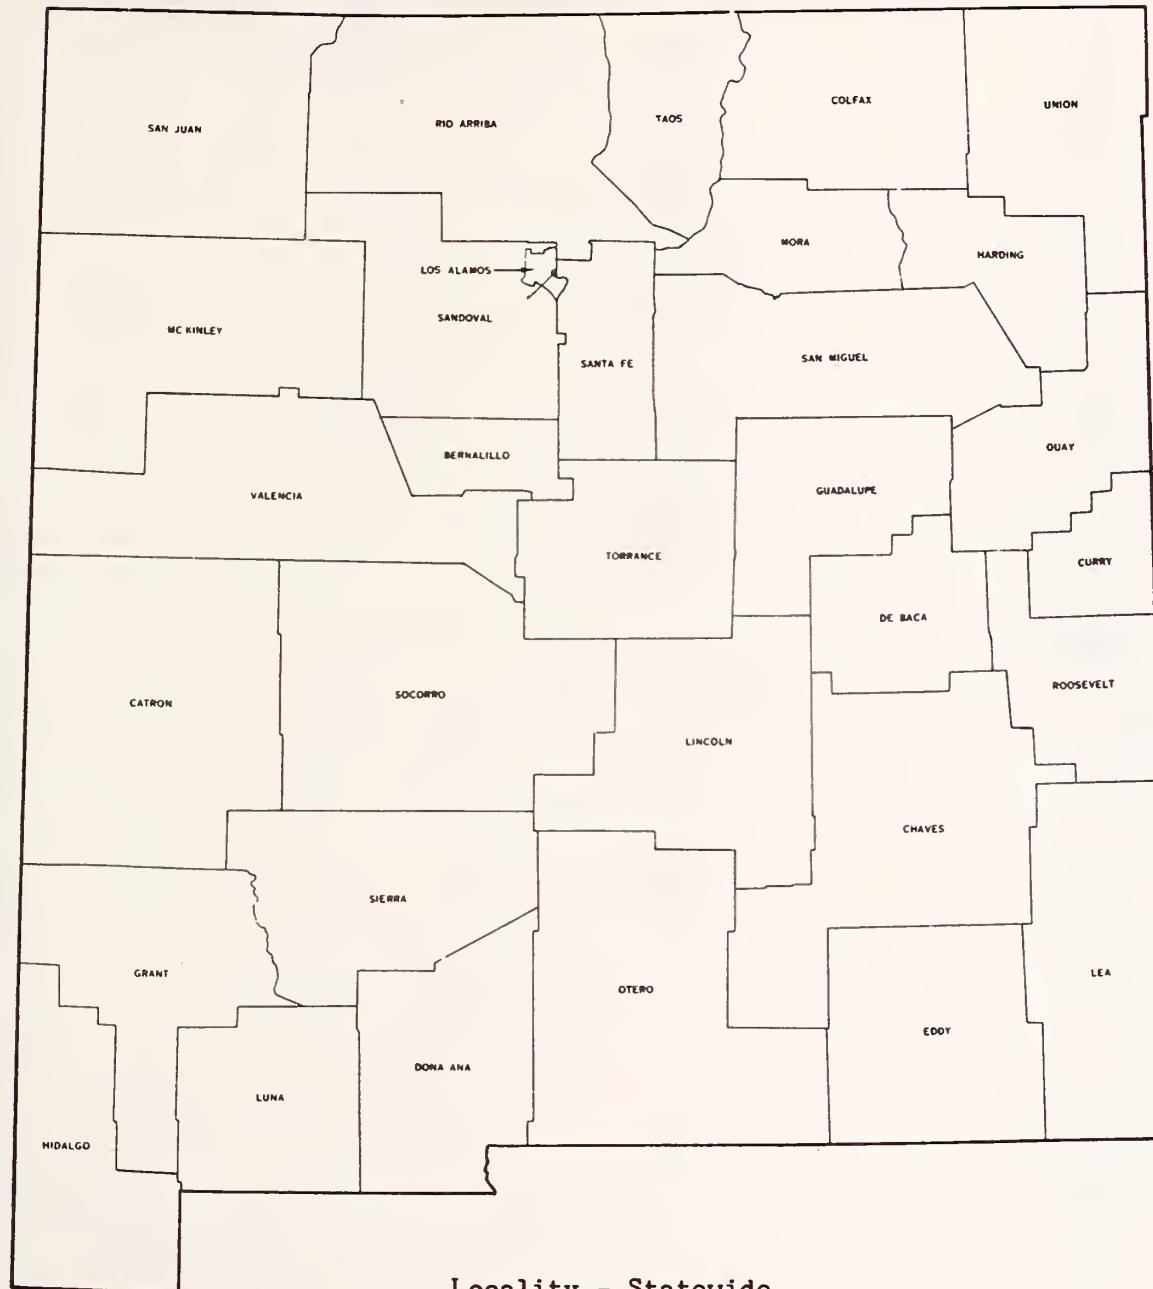 COLFAX
UNION
SAN JUAN
RIO ARRIBA
TAOS
MORA
HARDING
LOS ALAMOS
SANDOVAL
MC KINLEY
SANTA FE
SAN MIGUEL
BERNALILLO
QUAY
VALENCIA
GUADALUPE
TORRANCE
CURRY
DE BACA
ROOSEVELT
CATRON
SOCORRO
LINCOLN
CHAVES
SIERRA
GRANT
OTERO
LEA
EDDY
DONA ANA
LUNA
HIDALGO
Locality - Statewide